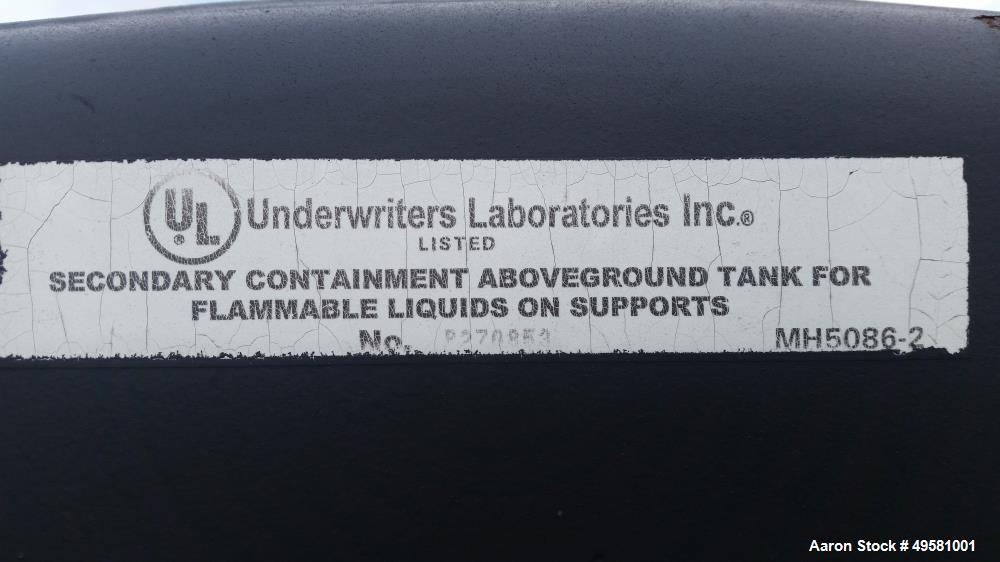 UL
Underwriters Laboratories Inc.®
LISTED
SECONDARY CONTAINMENT ABOVEGROUND TANK FOR
FLAMMABLE LIQUIDS ON SUPPORTS
No. MH5086-2
Aaron Stock # 49581001